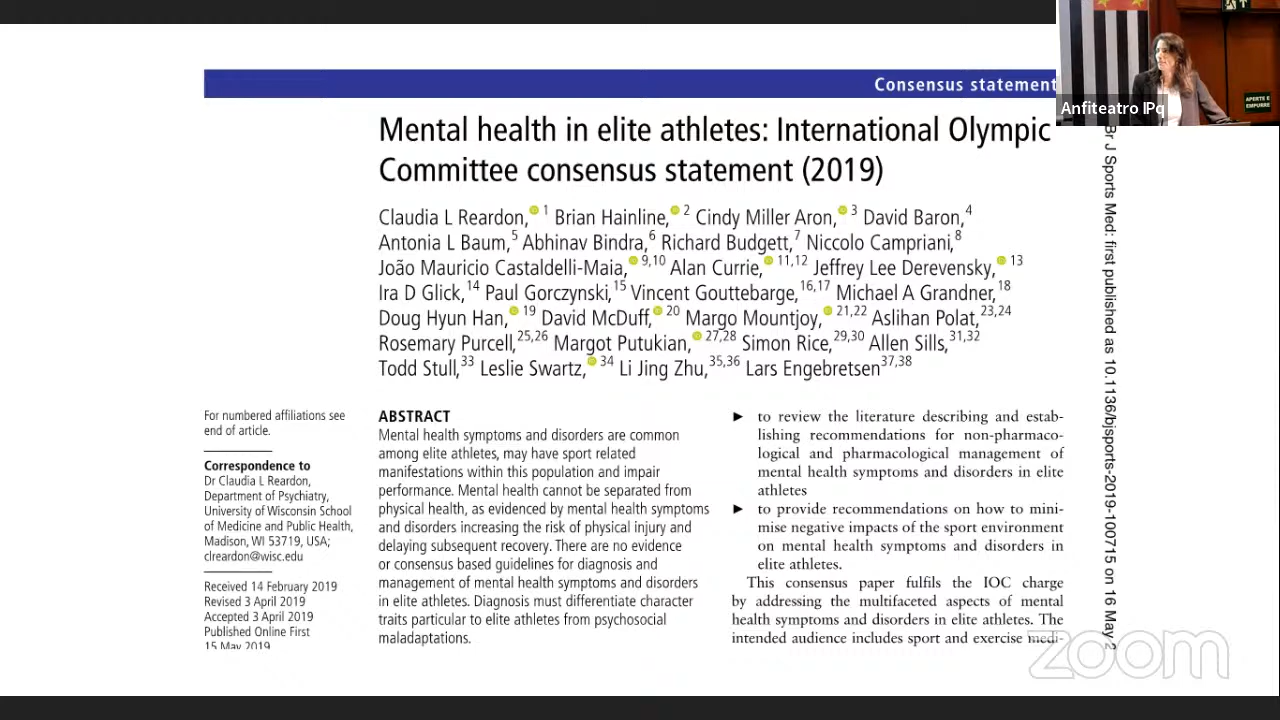 Consensus statement
Anfiteatro IPq
APERTE E
EMPURRE
Mental health in elite athletes: International Olympic
Committee consensus statement (2019)
Claudia L Reardon, 1 Brian Hainline, 2 Cindy Miller Aron, 3 David Baron,4
Antonia L Baum,5 Abhinav Bindra,6 Richard Budgett,7 Niccolo Campriani,8
João Mauricio Castaldelli-Maia, 9,10 Alan Currie, 11,12 Jeffrey Lee Derevensky, 13
Ira D Glick,14 Paul Gorczynski,15 Vincent Gouttebarge,16,17 Michael A Grandner,18
Doug Hyun Han, 19 David McDuff, 20 Margo Mountjoy, 21,22 Aslihan Polat,23,24
Rosemary Purcell,25,26 Margot Putukian, 27,28 Simon Rice,29,30 Allen Sills,31,32
Todd Stull,33 Leslie Swartz, 34 Li Jing Zhu,35,36 Lars Engebretsen37,38
For numbered affiliations see
end of article.
Correspondence to
Dr Claudia L Reardon,
Department of Psychiatry,
University of Wisconsin School
of Medicine and Public Health,
Madison, WI 53719, USA;
clreardon@wisc.edu
Received 14 February 2019
Revised 3 April 2019
Accepted 3 April 2019
Published Online First
15 May 2019
ABSTRACT
Mental health symptoms and disorders are common
among elite athletes, may have sport related
manifestations within this population and impair
performance. Mental health cannot be separated from
physical health, as evidenced by mental health symptoms
and disorders increasing the risk of physical injury and
delaying subsequent recovery. There are no evidence
or consensus based guidelines for diagnosis and
management of mental health symptoms and disorders
in elite athletes. Diagnosis must differentiate character
traits particular to elite athletes from psychosocial
maladaptations.
► to review the literature describing and estab-
lishing recommendations for non-pharmaco-
logical and pharmacological management of
mental health symptoms and disorders in elite
athletes
► to provide recommendations on how to mini-
mise negative impacts of the sport environment
on mental health symptoms and disorders in
elite athletes.
This consensus paper fulfils the IOC charge
by addressing the multifaceted aspects of mental
health symptoms and disorders in elite athletes. The
intended audience includes sport and exercise medi-
Br J Sports Med: first published as 10.1136/bjsports-2019-100715 on 16 May 2
zoom